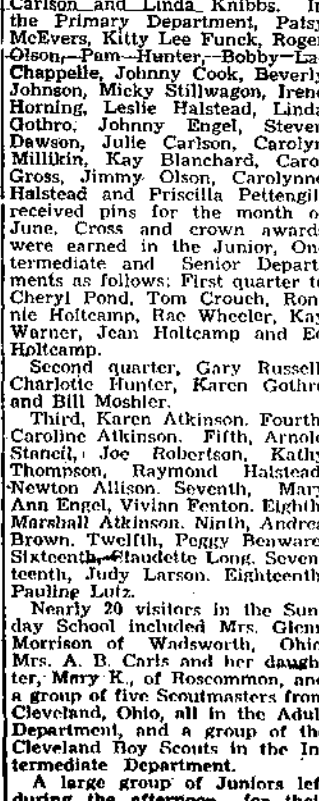 Carlson and Linda Knibbs. In
the Primary Department, Patsy
McEvers, Kitty Lee Funck, Roger
Olson, Pam Hunter, Bobby La-
Chappelle, Johnny Cook, Beverly
Johnson, Micky Stillwagon, Irene
Horning, Leslie Halstead, Linda
Gothro, Johnny Engel, Steven
Dawson, Julie Carlson, Carolyn
Millikin, Kay Blanchard, Caro
Gross, Jimmy Olson, Carolynne
Halstead and Priscilla Pettengil
received pins for the month o
June. Cross and crown award
were earned in the Junior, On-
termediate and Senior Depart
ments as follows: First quarter to
Cheryl Pond, Tom Crouch, Ron-
nie Holtcamp, Rae Wheeler, Kay
Warner, Jean Holtcamp and Ed
Holtcamp.
Second quarter, Gary Russell
Charlotte Hunter, Karen Gothro
and Bill Moshier.
Third, Karen Atkinson. Fourth
Caroline Atkinson. Fifth, Arnold
Stancil, Joe Robertson, Kathy
Thompson, Raymond Halstead
Newton Allison. Seventh, Mary
Ann Engel, Vivian Fenton. Eighth
Marshall Atkinson. Ninth, Andrea
Brown. Twelfth, Peggy Benware
Sixteenth, Claudette Long. Seven-
teenth, Judy Larson. Eighteenth
Pauline Lutz.
Nearly 20 visitors in the Sun-
day School included Mrs. Glenn
Morrison of Wadsworth, Ohio
Mrs. A. B. Caris and her daugh-
ter, Mary K., of Roscommon, and
a group of five Scoutmasters from
Cleveland, Ohio, all in the Adult
Department, and a group of the
Cleveland Boy Scouts in the In-
termediate Department.
A large group of Juniors left
during the afternoon for their